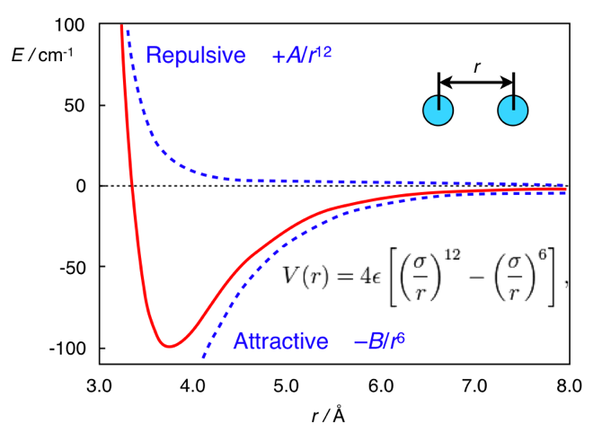 100
E / cm-1
Repulsive +A/r12
r
50
0
-50
V(r) = 4ϵ [(σ/r)^12 − (σ/r)^6] ,
Attractive −B/r6
-100
3.0 4.0 5.0 6.0 7.0 8.0
r / Å